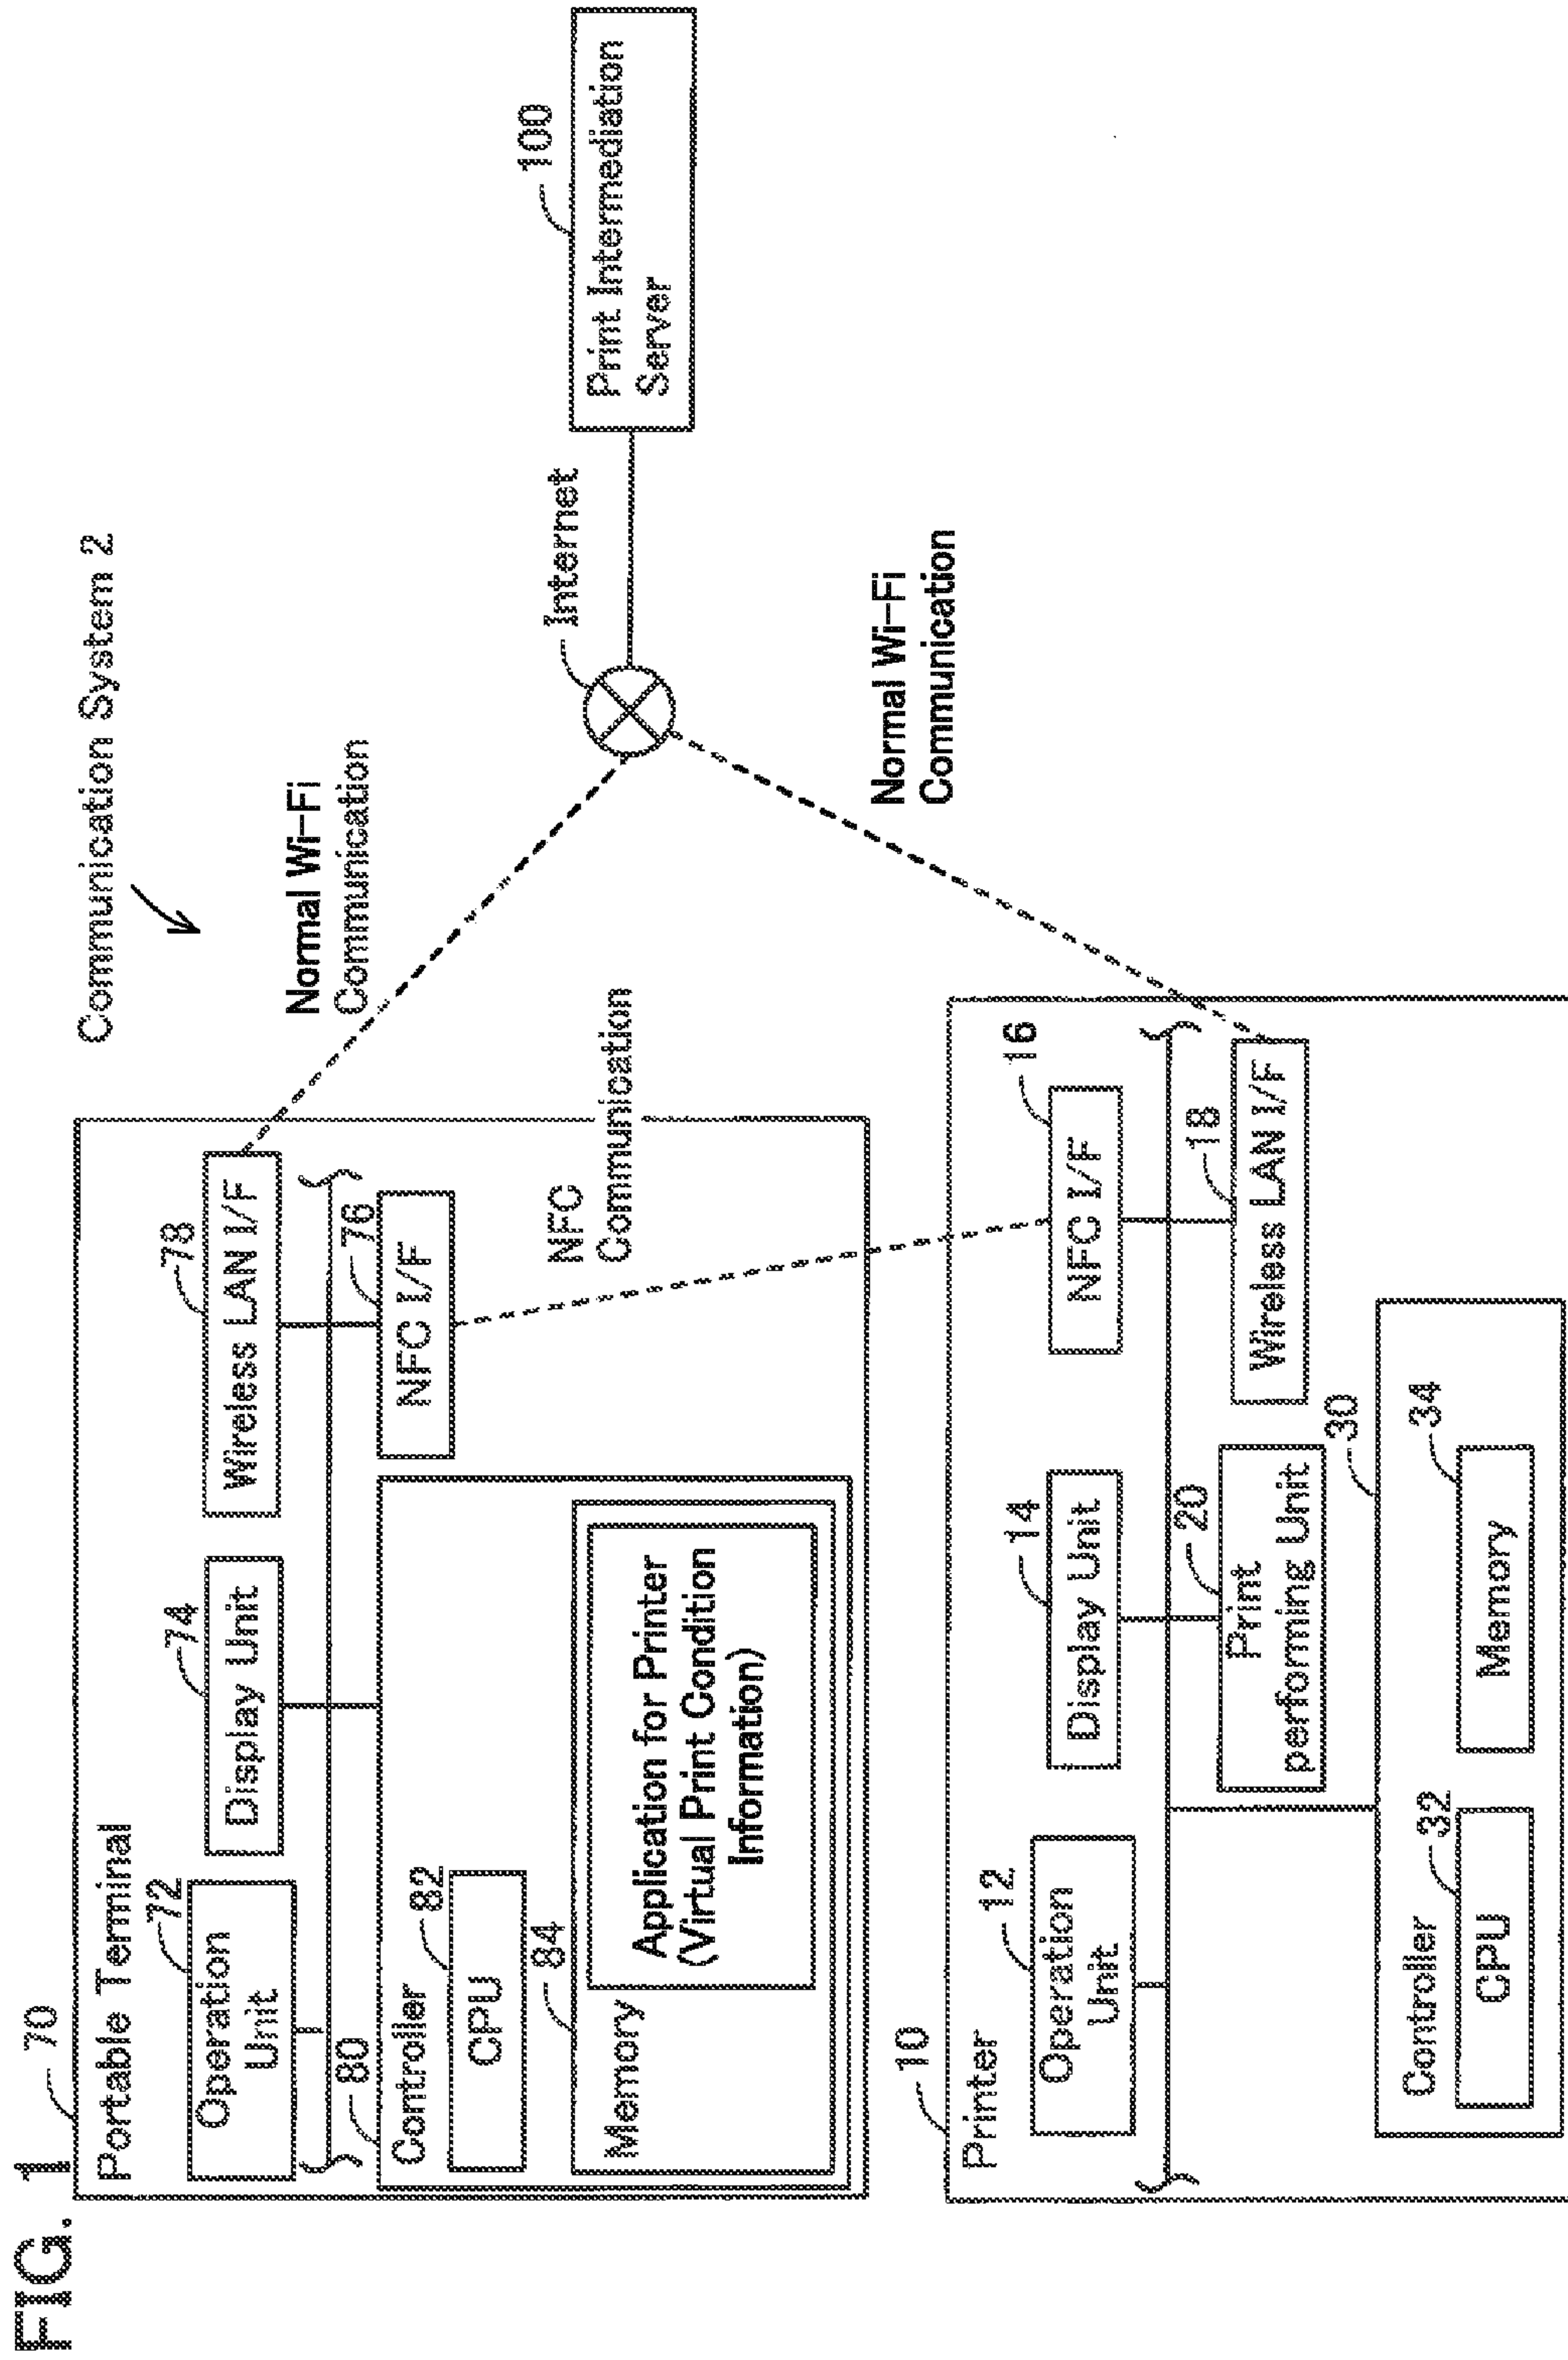 FIG. 1
Communication System 2
70
Portable Terminal
72
Operation
Unit
74
Display Unit
78
Wireless LAN I/F
Normal Wi-Fi
Communication
80
Controller
82
CPU
76
NFC I/F
84
Memory
Application for Printer
(Virtual Print Condition
Information)
NFC
Communication
Internet
100
Print Intermediation
Server
Normal Wi-Fi
Communication
10
Printer
12
Operation
Unit
14
Display Unit
16
NFC I/F
20
Print
performing Unit
18
Wireless LAN I/F
30
Controller
32
CPU
34
Memory